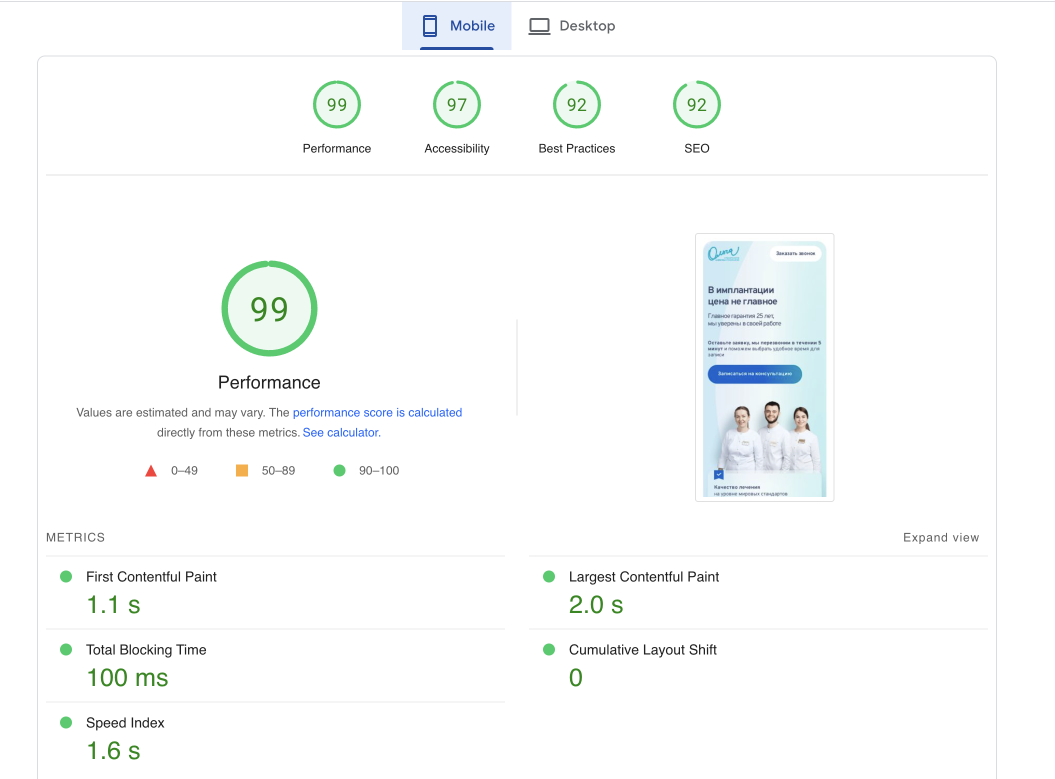 Mobile
Desktop
99
97
92
92
Performance
Accessibility
Best Practices
SEO
99
Performance
Values are estimated and may vary. The performance score is calculated
directly from these metrics. See calculator.
0–49
50–89
90–100
Заказать звонок
В имплантации
цена не главное
Главное гарантия 25 лет,
мы уверены в своей работе
Оставьте заявку, мы перезвоним в течении 5
минут и поможем выбрать удобное время для
записи
Записаться на консультацию
Качество лечения
на уровне мировых стандартов
METRICS
Expand view
First Contentful Paint
1.1 s
Largest Contentful Paint
2.0 s
Total Blocking Time
100 ms
Cumulative Layout Shift
0
Speed Index
1.6 s